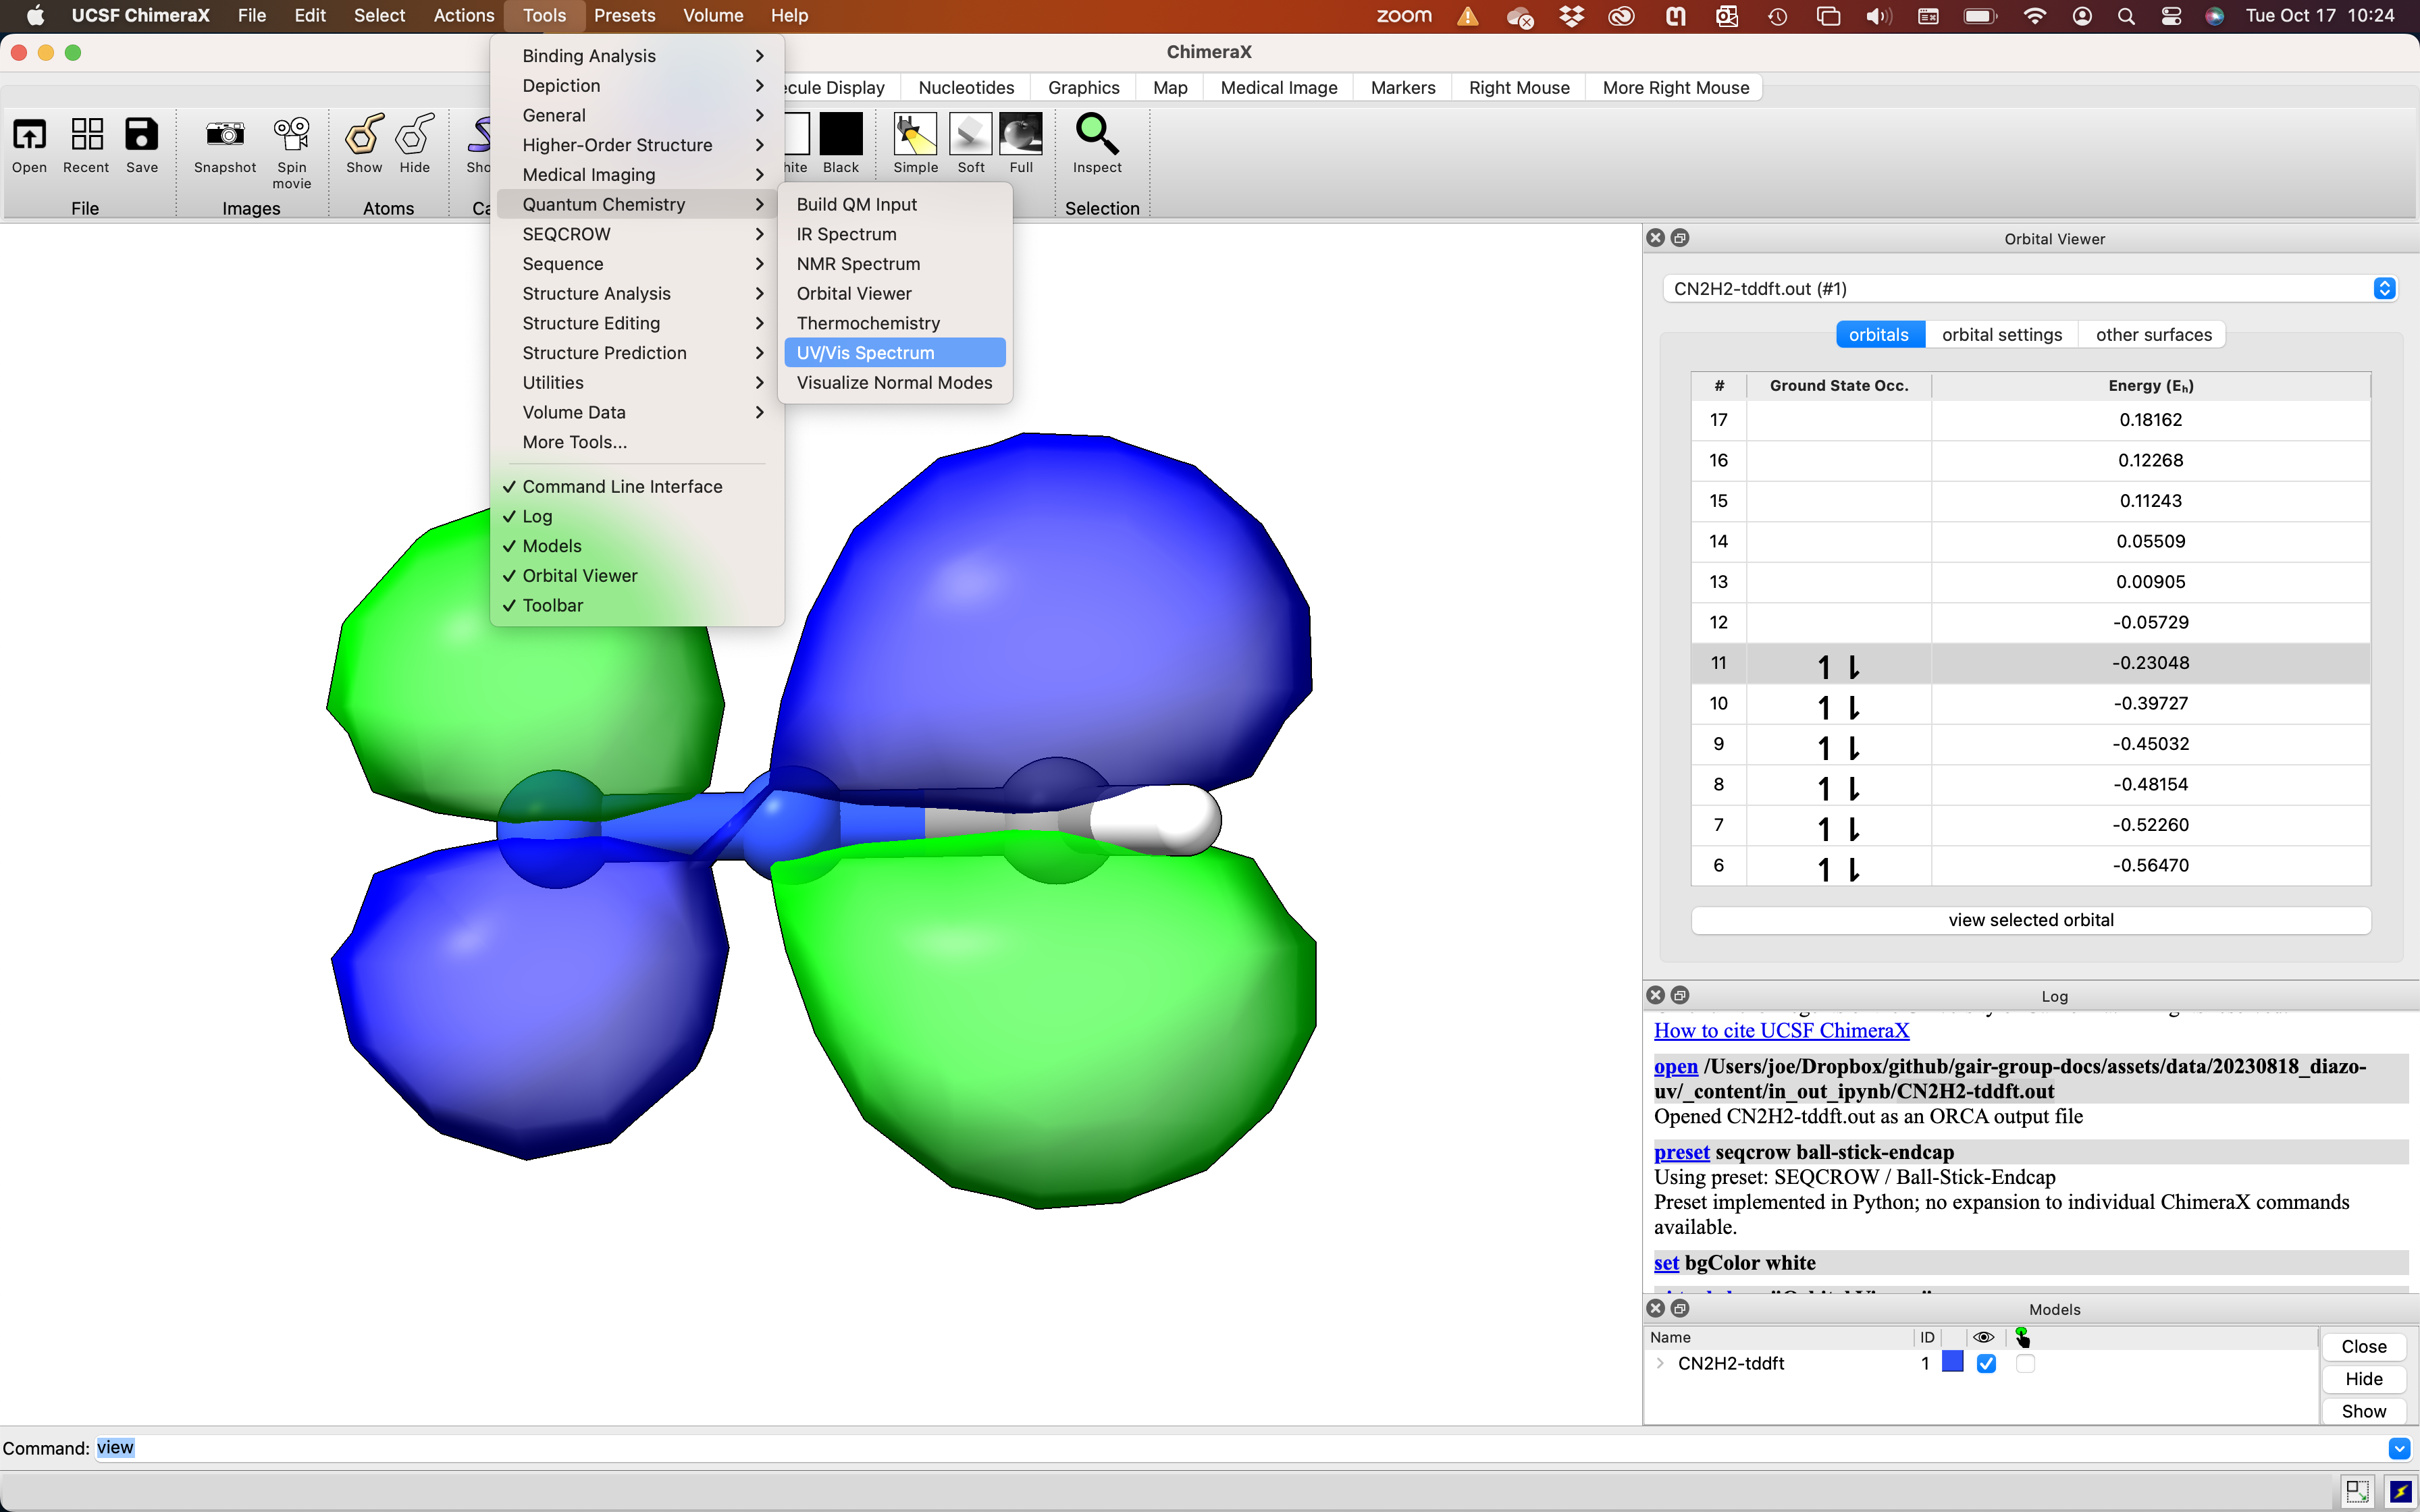 UCSF ChimeraX File Edit Select Actions Tools Presets Volume Help zoom Tue Oct 17 10:24
ChimeraX
Nucleotides Graphics Map Medical Image Markers Right Mouse More Right Mouse
Display
Open Recent Save Snapshot Spin movie Show Hide Black Simple Soft Full Inspect
File Images Atoms Selection
Binding Analysis
Depiction
General
Higher-Order Structure
Medical Imaging
Quantum Chemistry
SEQCROW
Sequence
Structure Analysis
Structure Editing
Structure Prediction
Utilities
Volume Data
More Tools...
✓ Command Line Interface
✓ Log
✓ Models
✓ Orbital Viewer
✓ Toolbar
Build QM Input
IR Spectrum
NMR Spectrum
Orbital Viewer
Thermochemistry
UV/Vis Spectrum
Visualize Normal Modes
Orbital Viewer
CN2H2-tddft.out (#1)
orbitals orbital settings other surfaces
# Ground State Occ. Energy (Eₕ)
17 0.18162
16 0.12268
15 0.11243
14 0.05509
13 0.00905
12 -0.05729
11 ↿⇂ -0.23048
10 ↿⇂ -0.39727
9 ↿⇂ -0.45032
8 ↿⇂ -0.48154
7 ↿⇂ -0.52260
6 ↿⇂ -0.56470
view selected orbital
Log
How to cite UCSF ChimeraX
open /Users/joe/Dropbox/github/gair-group-docs/assets/data/20230818_diazo-
uv/_content/in_out_ipynb/CN2H2-tddft.out
Opened CN2H2-tddft.out as an ORCA output file
preset seqcrow ball-stick-endcap
Using preset: SEQCROW / Ball-Stick-Endcap
Preset implemented in Python; no expansion to individual ChimeraX commands
available.
set bgColor white
Models
Name ID
CN2H2-tddft 1
Close
Hide
Show
Command: view